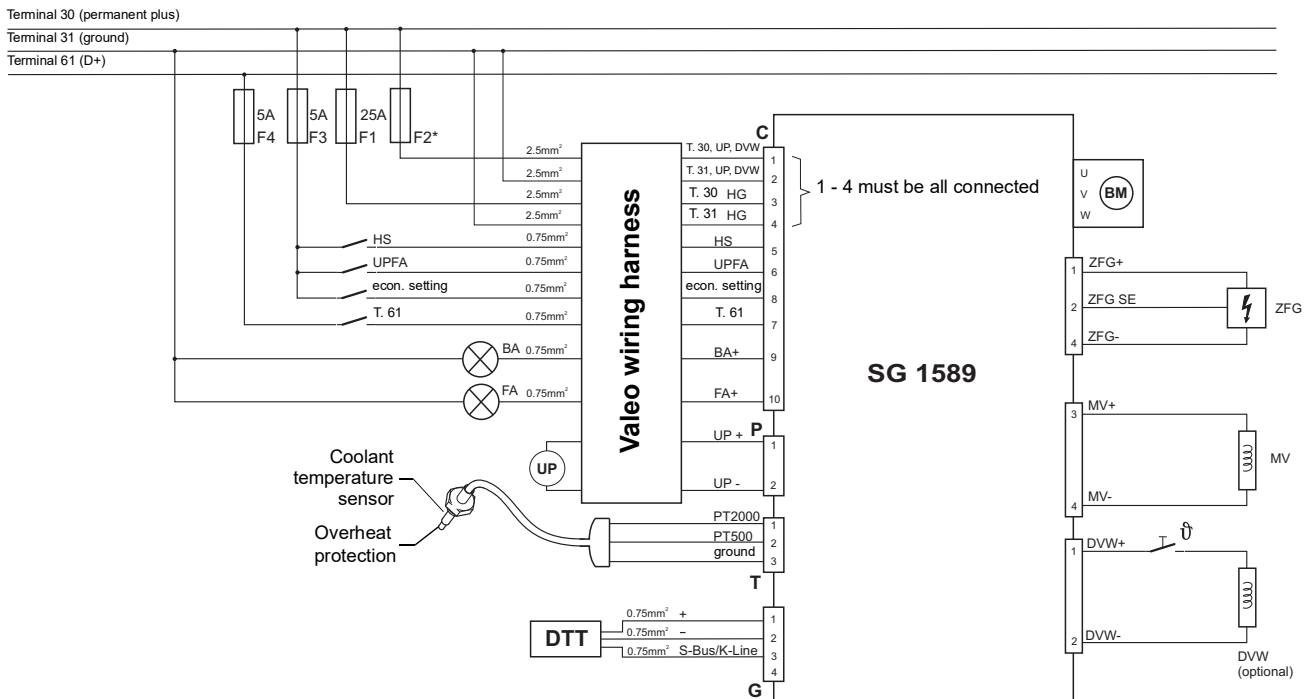 Terminal 30 (permanent plus)
Terminal 31 (ground)
Terminal 61 (D+)
5A
F4
5A
F3
25A
F1
F2*
2.5mm²
2.5mm²
2.5mm²
2.5mm²
HS 0.75mm²
UPFA 0.75mm²
econ. setting 0.75mm²
T. 61 0.75mm²
BA 0.75mm²
FA 0.75mm²
UP
Valeo wiring harness
C
T. 30, UP, DVW 1
T. 31, UP, DVW 2
T. 30 HG 3
T. 31 HG 4
HS 5
UPFA 6
econ. setting 8
T. 61 7
BA+ 9
FA+ 10
1 - 4 must be all connected
P
UP + 1
UP - 2
Coolant
temperature
sensor
Overheat
protection
PT2000 1
PT500 2
ground 3
T
DTT
0.75mm² + 1
0.75mm² – 2
0.75mm² S-Bus/K-Line 3
4
G
SG 1589
U
V
W
BM
1 ZFG+
2 ZFG SE
4 ZFG-
ZFG
3 MV+
4 MV-
MV
1 DVW+
ϑ
2 DVW-
DVW
(optional)